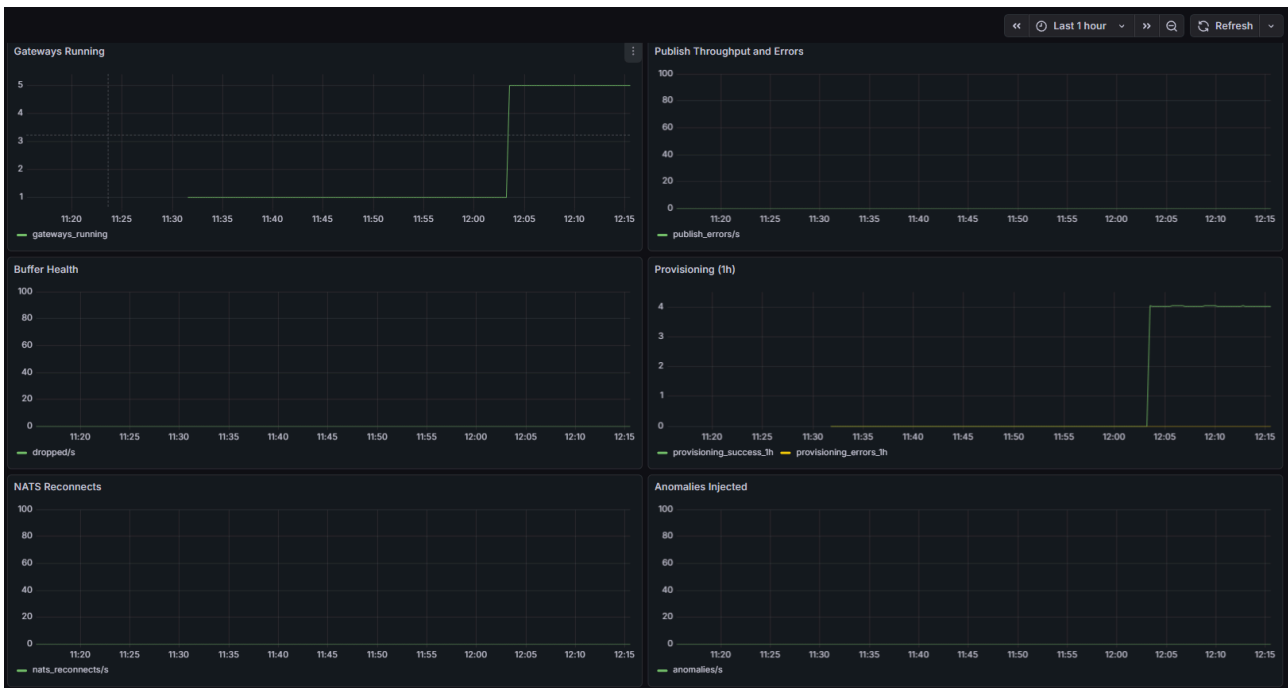 Last 1 hour Refresh
Gateways Running
5
4
3
2
1
11:20 11:25 11:30 11:35 11:40 11:45 11:50 11:55 12:00 12:05 12:10 12:15
gateways_running
Publish Throughput and Errors
100
80
60
40
20
0
11:20 11:25 11:30 11:35 11:40 11:45 11:50 11:55 12:00 12:05 12:10 12:15
publish_errors/s
Buffer Health
100
80
60
40
20
0
11:20 11:25 11:30 11:35 11:40 11:45 11:50 11:55 12:00 12:05 12:10 12:15
dropped/s
Provisioning (1h)
4
3
2
1
0
11:20 11:25 11:30 11:35 11:40 11:45 11:50 11:55 12:00 12:05 12:10 12:15
provisioning_success_1h provisioning_errors_1h
NATS Reconnects
100
80
60
40
20
0
11:20 11:25 11:30 11:35 11:40 11:45 11:50 11:55 12:00 12:05 12:10 12:15
nats_reconnects/s
Anomalies Injected
100
80
60
40
20
0
11:20 11:25 11:30 11:35 11:40 11:45 11:50 11:55 12:00 12:05 12:10 12:15
anomalies/s